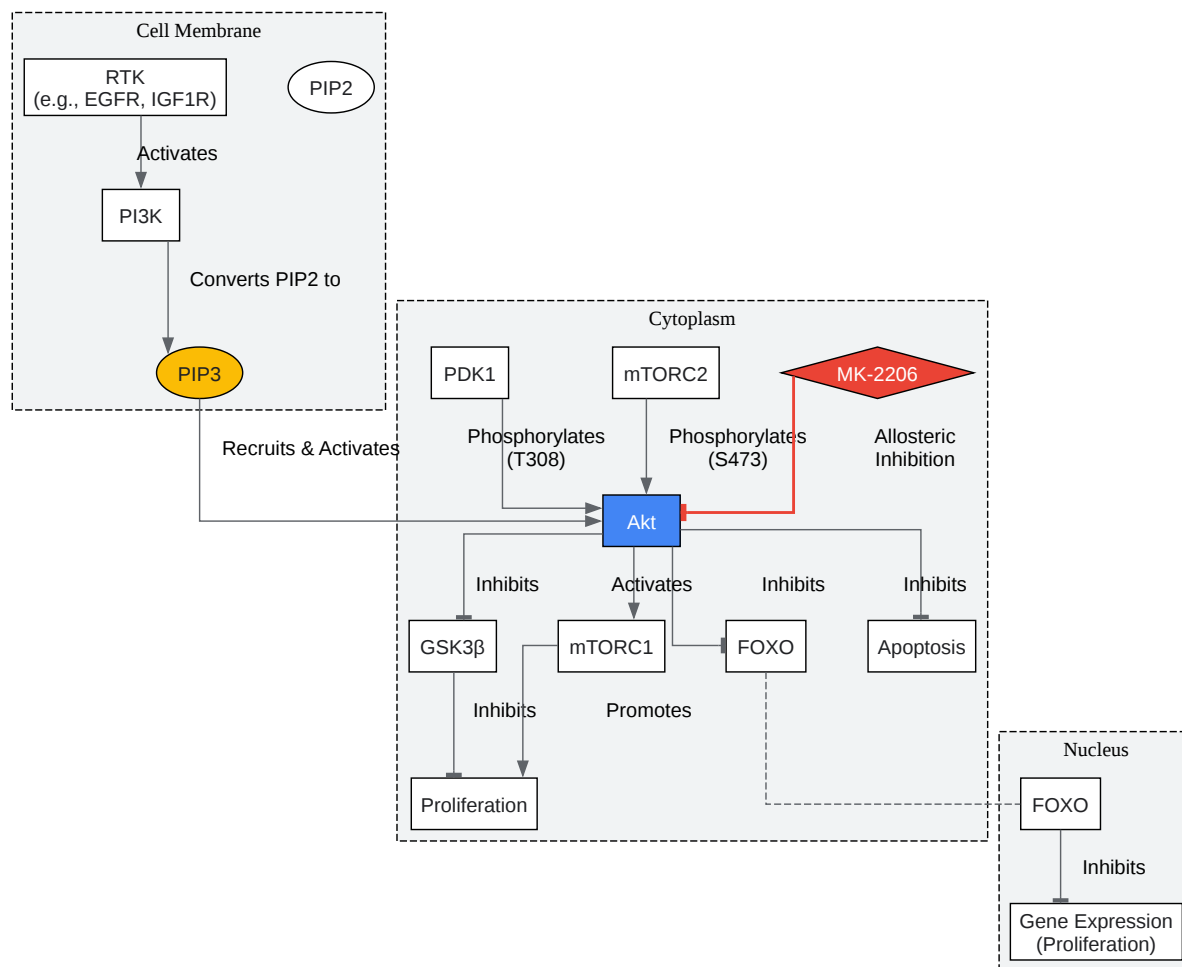 Cell Membrane
RTK
(e.g., EGFR, IGF1R)
PIP2
Activates
PI3K
Converts PIP2 to
PIP3
Recruits & Activates
Cytoplasm
PDK1
mTORC2
MK-2206
Phosphorylates
(T308)
Phosphorylates
(S473)
Allosteric
Inhibition
Akt
Inhibits
Activates
Inhibits
Inhibits
GSK3β
mTORC1
FOXO
Apoptosis
Inhibits
Promotes
Proliferation
Nucleus
FOXO
Inhibits
Gene Expression
(Proliferation)